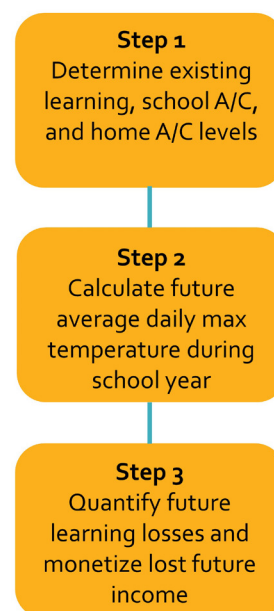 Step 1
Determine existing
learning, school A/C,
and home A/C levels
Step 2
Calculate future
average daily max
temperature during
school year
Step 3
Quantify future
learning losses and
monetize lost future
income